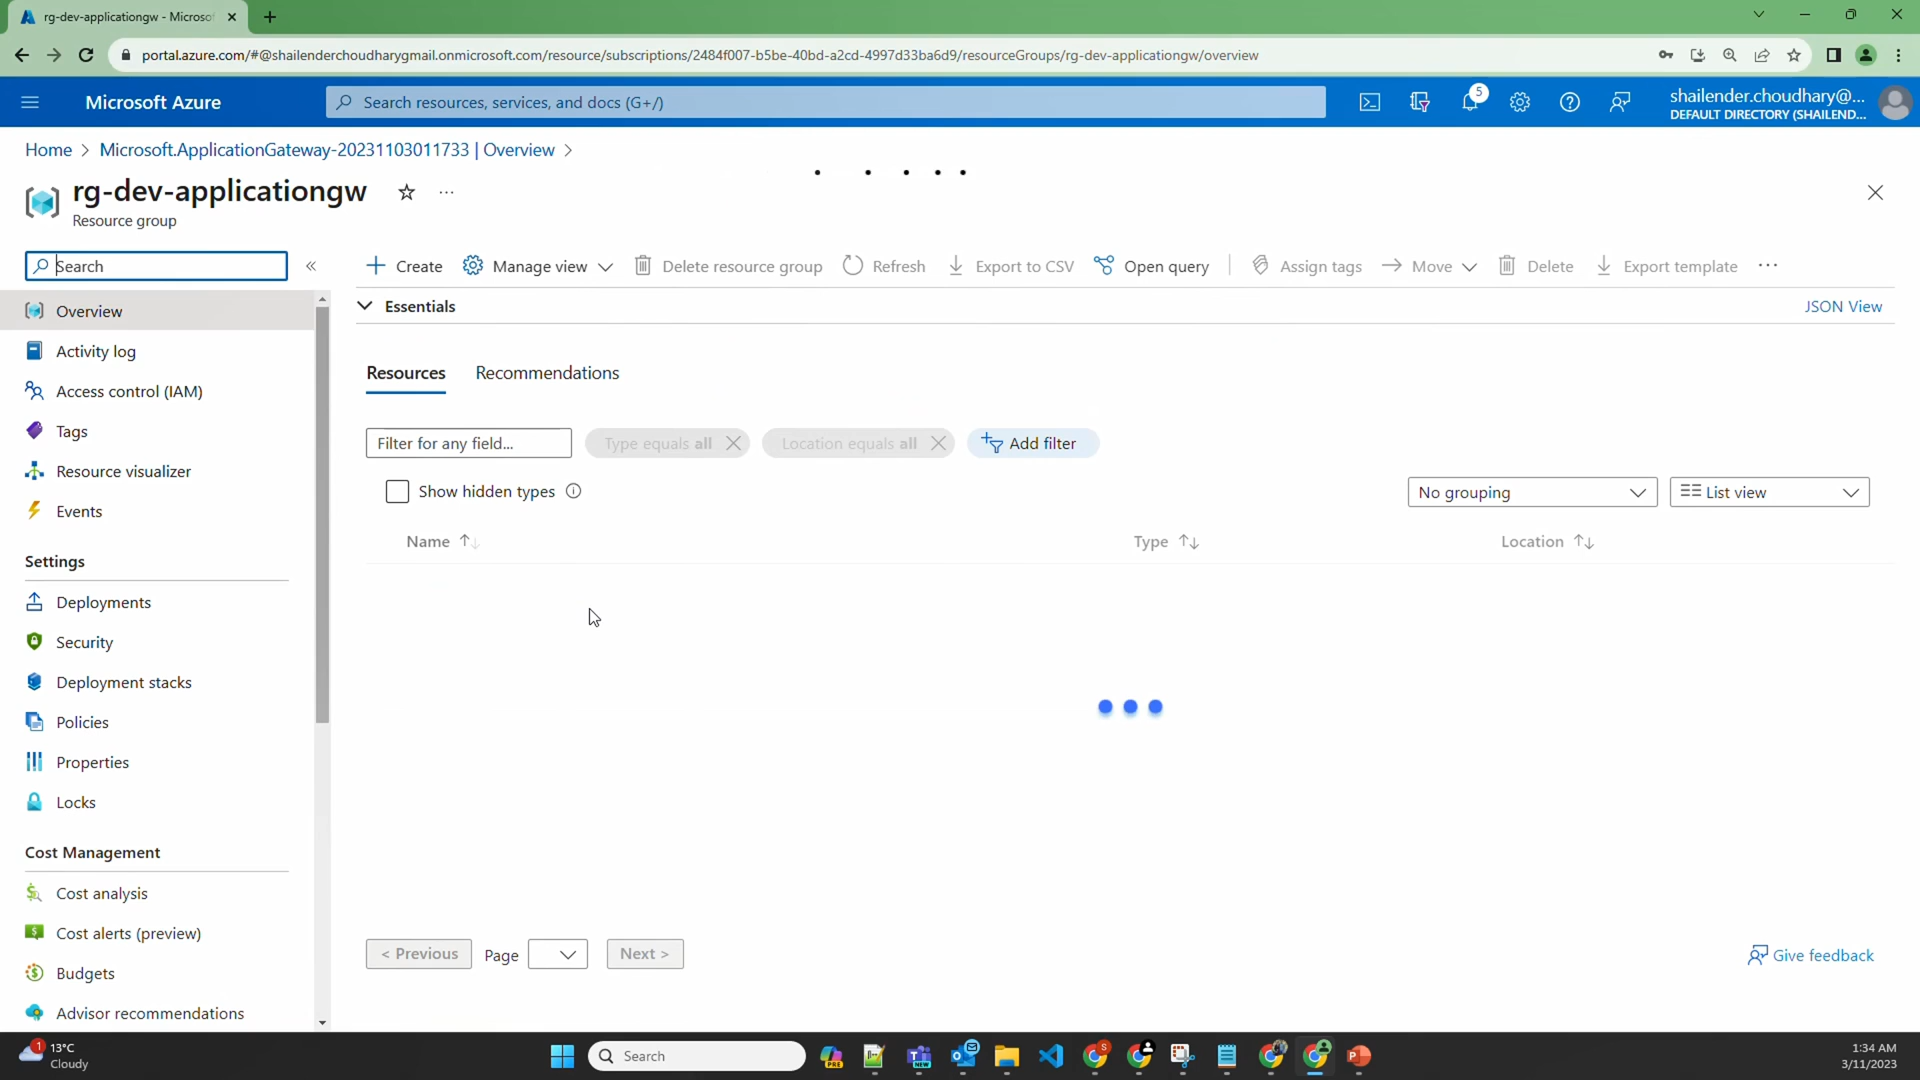 rg-dev-applicationgw - Microsof
portal.azure.com/#@shailenderchoudharygmail.onmicrosoft.com/resource/subscriptions/2484f007-b5be-40bd-a2cd-4997d33ba6d9/resourceGroups/rg-dev-applicationgw/overview
Microsoft Azure
Search resources, services, and docs (G+/)
5
shailender.choudhary@...
DEFAULT DIRECTORY (SHAILEND...
Home > Microsoft.ApplicationGateway-20231103011733 | Overview >
rg-dev-applicationgw
Resource group
Search
Create
Manage view
Delete resource group
Refresh
Export to CSV
Open query
Assign tags
Move
Delete
Export template
Essentials
JSON View
Resources
Recommendations
Filter for any field...
Type equals all
Location equals all
Add filter
Show hidden types
No grouping
List view
Name
Type
Location
Overview
Activity log
Access control (IAM)
Tags
Resource visualizer
Events
Settings
Deployments
Security
Deployment stacks
Policies
Properties
Locks
Cost Management
Cost analysis
Cost alerts (preview)
Budgets
Advisor recommendations
< Previous
Page
Next >
Give feedback
1
13°C
Cloudy
Search
PRE
NEW
S
P
1:34 AM
3/11/2023